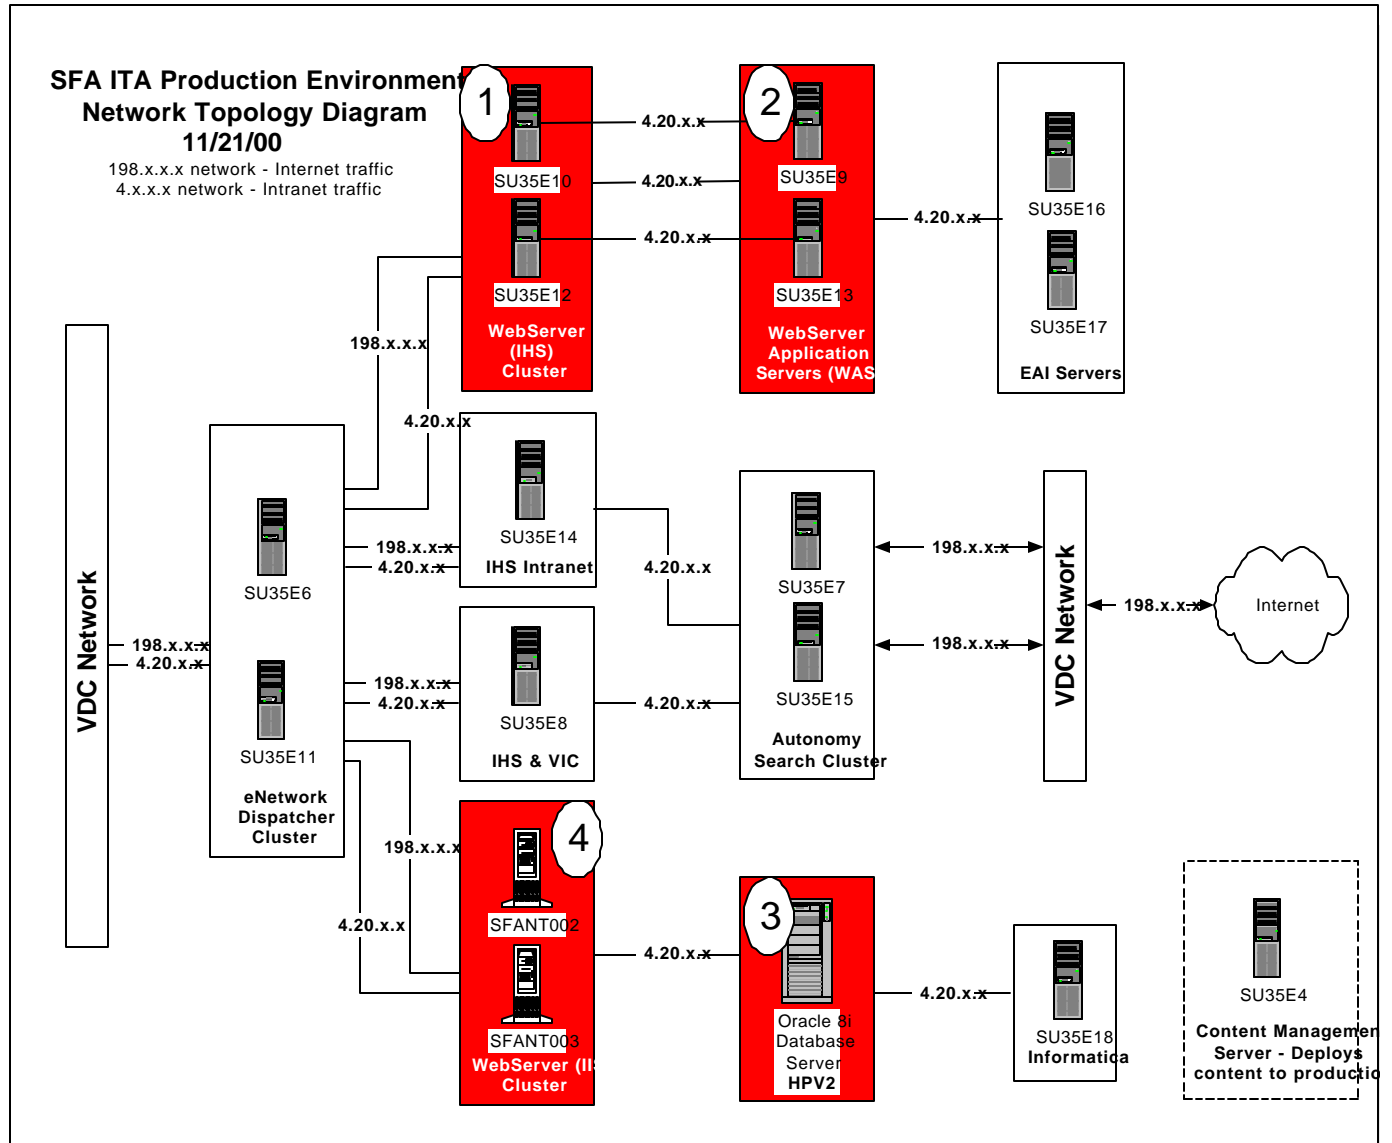 SFA ITA Production Environment
Network Topology Diagram
11/21/00
198.x.x.x network - Internet traffic
4.x.x.x network - Intranet traffic
1
SU35E10
SU35E12
WebServer
(IHS)
Cluster
4.20.x.x
4.20.x.x
4.20.x.x
2
SU35E9
SU35E13
WebServer
Application
Servers (WAS
4.20.x.x
SU35E16
SU35E17
EAI Servers
198.x.x.x
4.20.x.x
VDC Network
198.x.x.x
4.20.x.x
SU35E6
SU35E11
eNetwork
Dispatcher
Cluster
198.x.x.x
4.20.x.x
SU35E14
IHS Intranet
4.20.x.x
198.x.x.x
4.20.x.x
SU35E8
IHS & VIC
4.20.x.x
SU35E7
SU35E15
Autonomy
Search Cluster
198.x.x.x
198.x.x.x
VDC Network
198.x.x.x
Internet
198.x.x.x
4.20.x.x
4
SFANT002
SFANT003
WebServer (IIS
Cluster
4.20.x.x
3
Oracle 8i
Database
Server
HPV2
4.20.x.x
SU35E18
Informatica
SU35E4
Content Managemen
Server - Deploys
content to productio